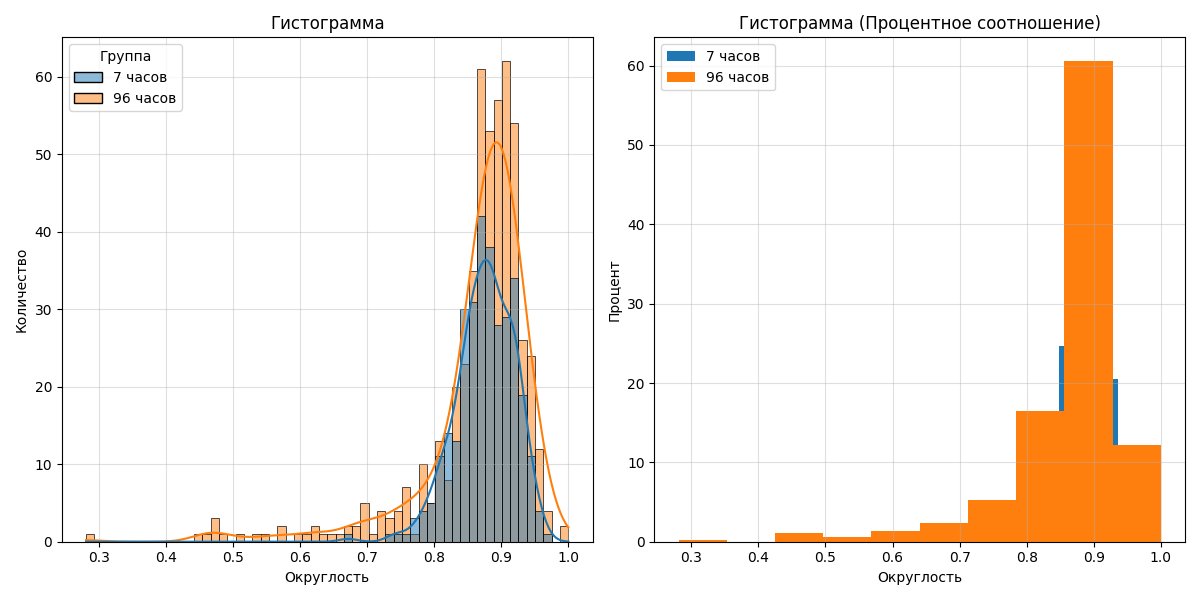 Гистограмма
Группа
7 часов
96 часов
Количество
60
50
40
30
20
10
0
0.3 0.4 0.5 0.6 0.7 0.8 0.9 1.0
Округлость
Гистограмма (Процентное соотношение)
7 часов
96 часов
Процент
60
50
40
30
20
10
0
0.3 0.4 0.5 0.6 0.7 0.8 0.9 1.0
Округлость